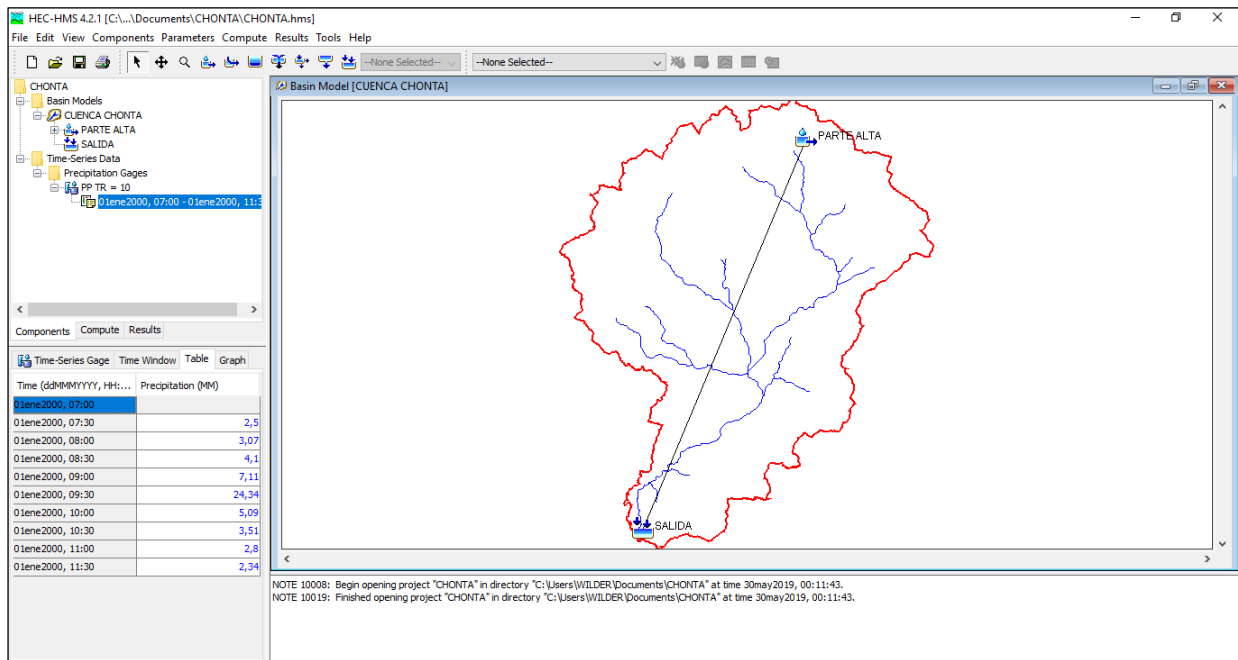 HEC-HMS 4.2.1 [C:\...\Documents\CHONTA\CHONTA.hms]
File Edit View Components Parameters Compute Results Tools Help
--None Selected-- --None Selected--
CHONTA
Basin Models
CUENCA CHONTA
PARTE ALTA
SALIDA
Time-Series Data
Precipitation Gages
PP TR = 10
01ene2000, 07:00 - 01ene2000, 11:3
Components Compute Results
Time-Series Gage Time Window Table Graph
Time (ddMMMYYYY, HH:... Precipitation (MM)
01ene2000, 07:00
01ene2000, 07:30 2,5
01ene2000, 08:00 3,07
01ene2000, 08:30 4,1
01ene2000, 09:00 7,11
01ene2000, 09:30 24,34
01ene2000, 10:00 5,09
01ene2000, 10:30 3,51
01ene2000, 11:00 2,8
01ene2000, 11:30 2,34
Basin Model [CUENCA CHONTA]
PARTE ALTA
SALIDA
NOTE 10008: Begin opening project "CHONTA" in directory "C:\Users\WILDER\Documents\CHONTA" at time 30may2019, 00:11:43.
NOTE 10019: Finished opening project "CHONTA" in directory "C:\Users\WILDER\Documents\CHONTA" at time 30may2019, 00:11:43.